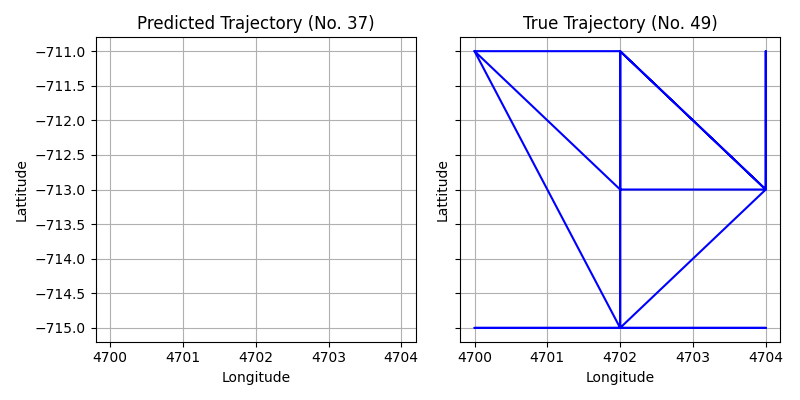 Predicted Trajectory (No. 37)
True Trajectory (No. 49)
−711.0
−711.5
−712.0
−712.5
−713.0
−713.5
−714.0
−714.5
−715.0
Lattitude
4700 4701 4702 4703 4704
Longitude
Lattitude
4700 4701 4702 4703 4704
Longitude